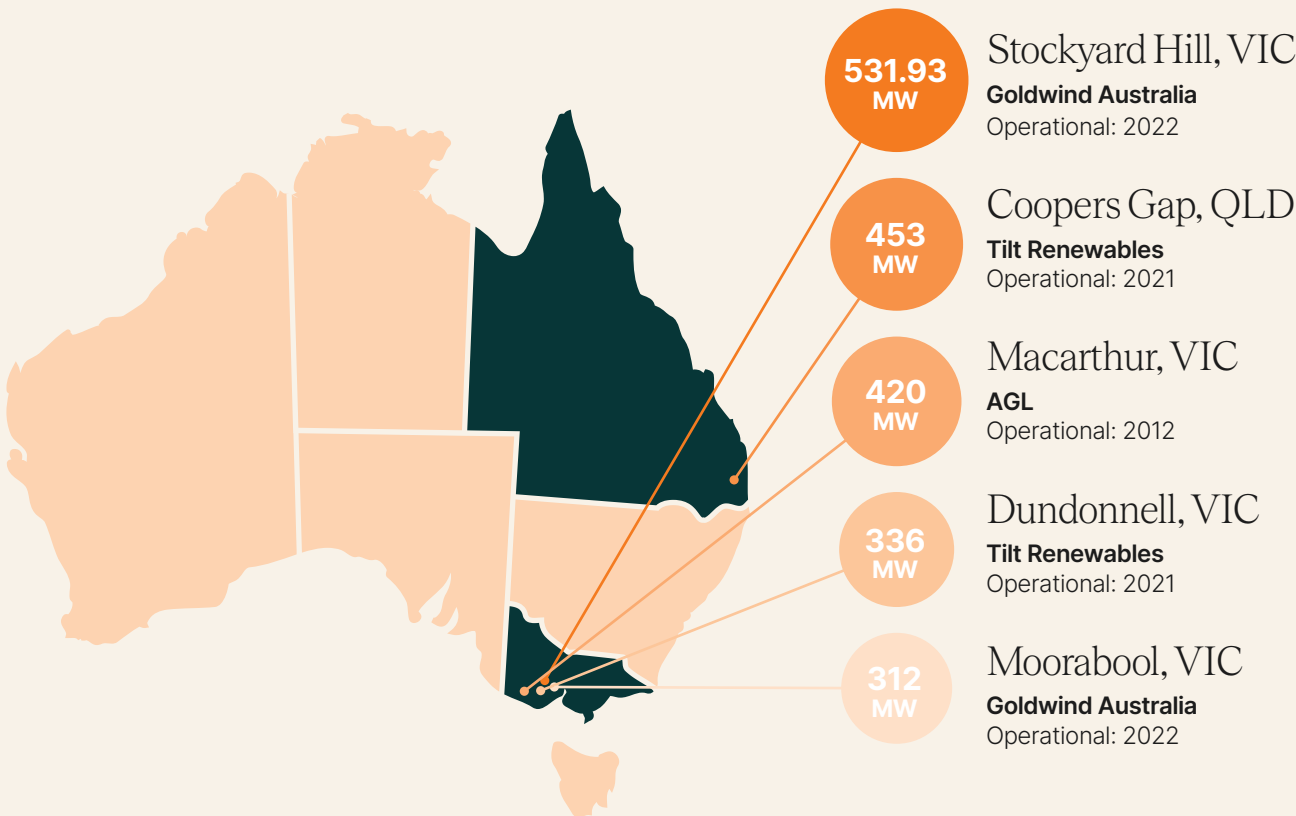 531.93
MW
Stockyard Hill, VIC
Goldwind Australia
Operational: 2022
453
MW
Coopers Gap, QLD
Tilt Renewables
Operational: 2021
420
MW
Macarthur, VIC
AGL
Operational: 2012
336
MW
Dundonnell, VIC
Tilt Renewables
Operational: 2021
312
MW
Moorabool, VIC
Goldwind Australia
Operational: 2022